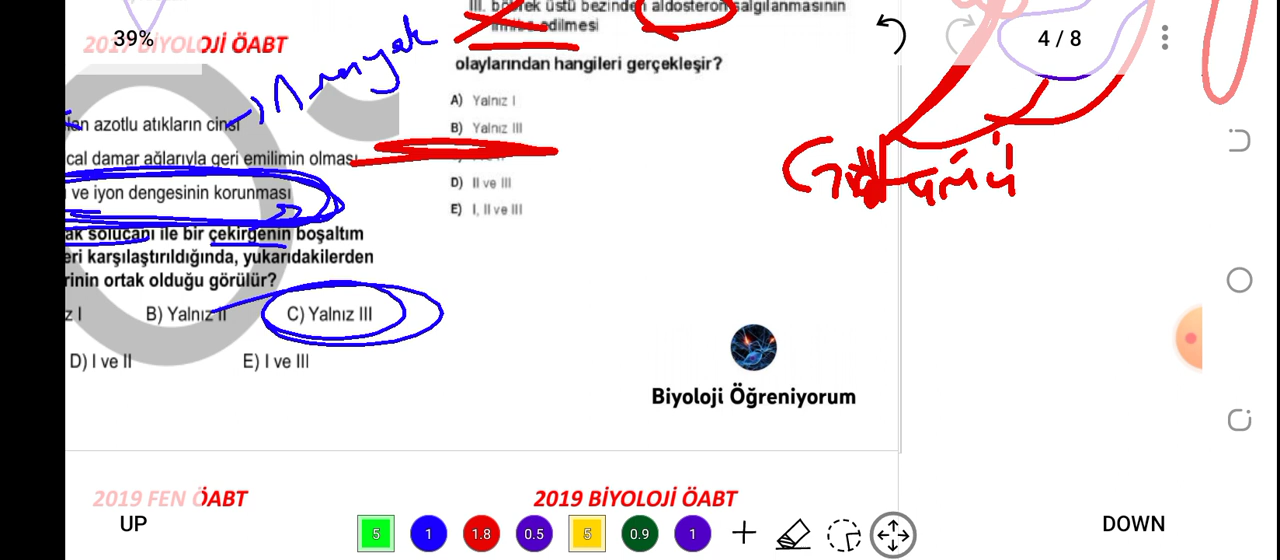 39%
2017 BİYOLOJİ ÖABT
azotlu atıkların cinsi
cal damar ağlarıyla geri emilimin olması
ve iyon dengesinin korunması
ak solucanı ile bir çekirgenin boşaltım
eri karşılaştırıldığında, yukarıdakilerden
rinin ortak olduğu görülür?
z I
B) Yalnız II
C) Yalnız III
D) I ve II
E) I ve III
III. böbrek üstü bezinden aldosteron salgılanmasının
edilmesi
olaylarından hangileri gerçekleşir?
A) Yalnız I
B) Yalnız III
D) II ve III
E) I, II ve III
4 / 8
Biyoloji Öğreniyorum
2019 FEN ÖABT
2019 BİYOLOJİ ÖABT
UP
5
1
1.8
0.5
5
0.9
1
DOWN